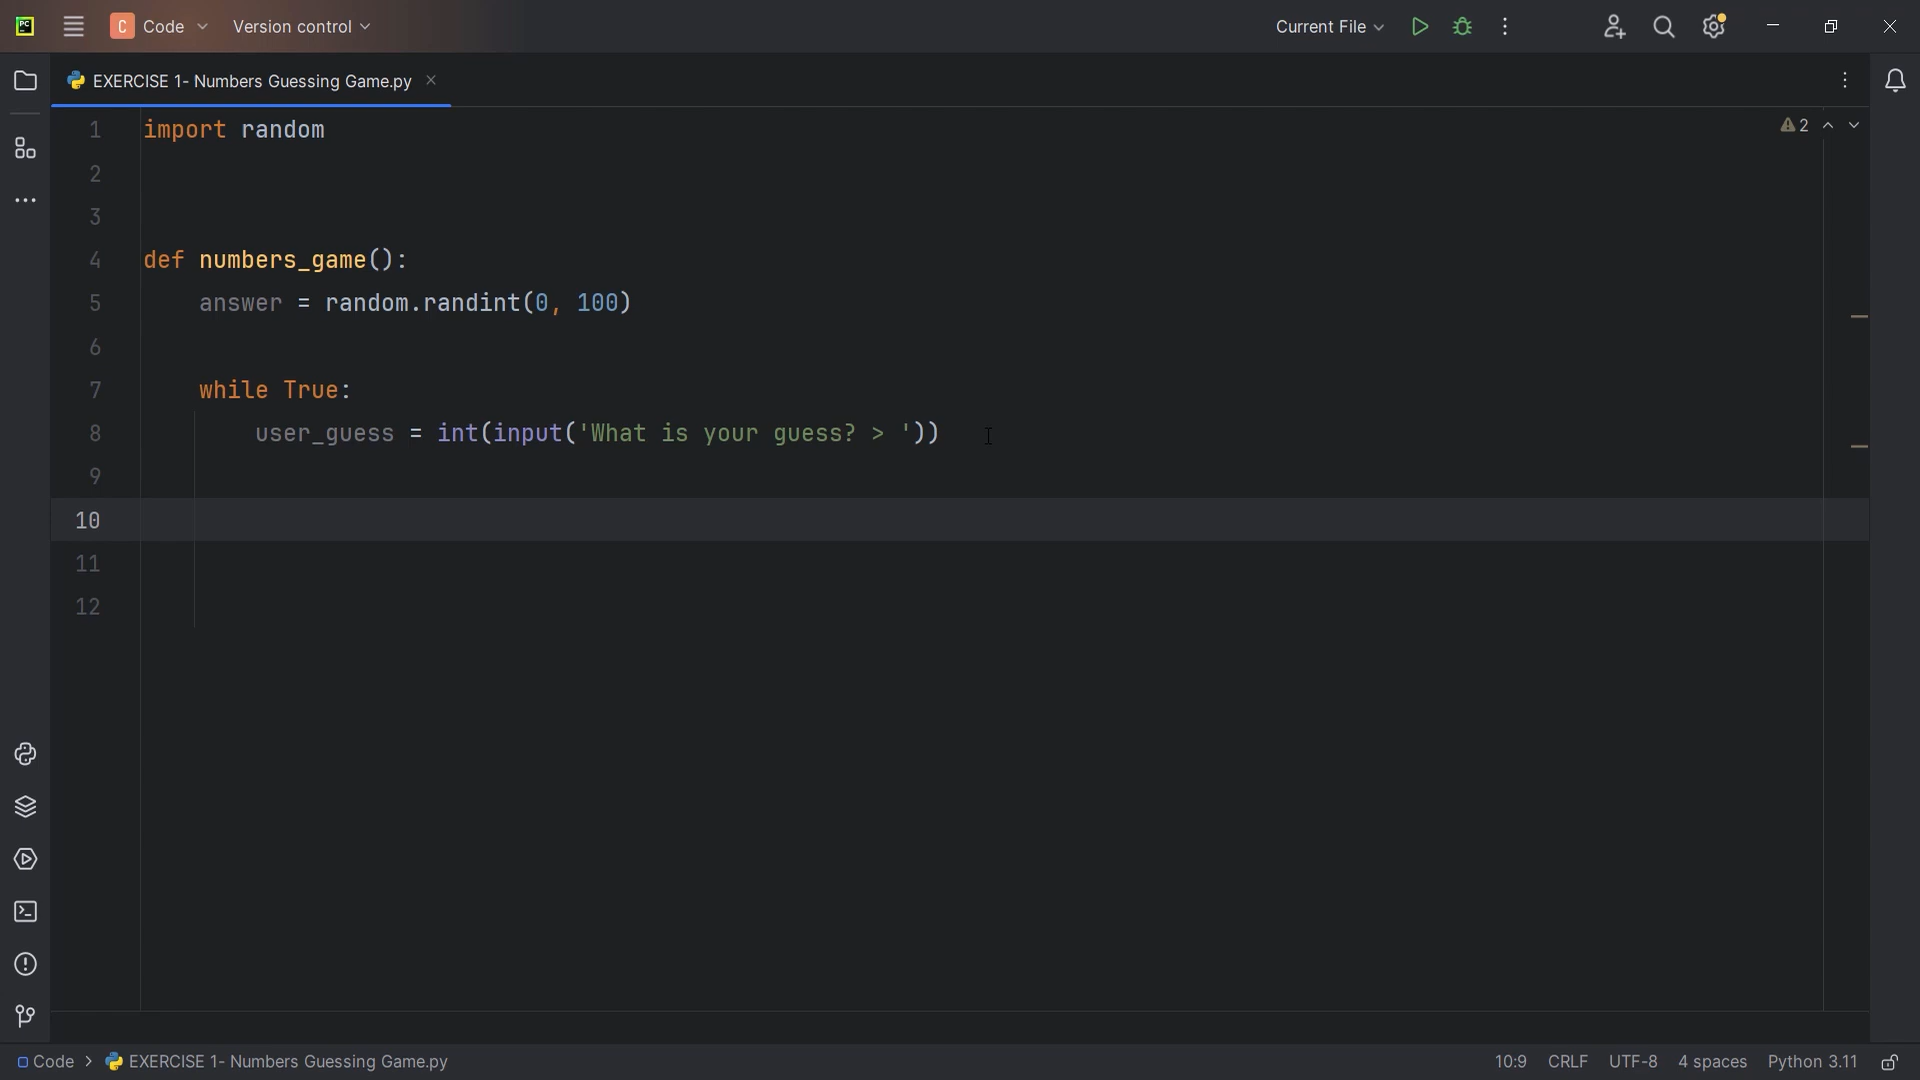 PC C Code Version control Current File
EXERCISE 1- Numbers Guessing Game.py
1 import random 2
2
3
4 def numbers_game():
5 answer = random.randint(0, 100)
6
7 while True:
8 user_guess = int(input('What is your guess? > '))
9
10
11
12
Code > EXERCISE 1- Numbers Guessing Game.py 10:9 CRLF UTF-8 4 spaces Python 3.11